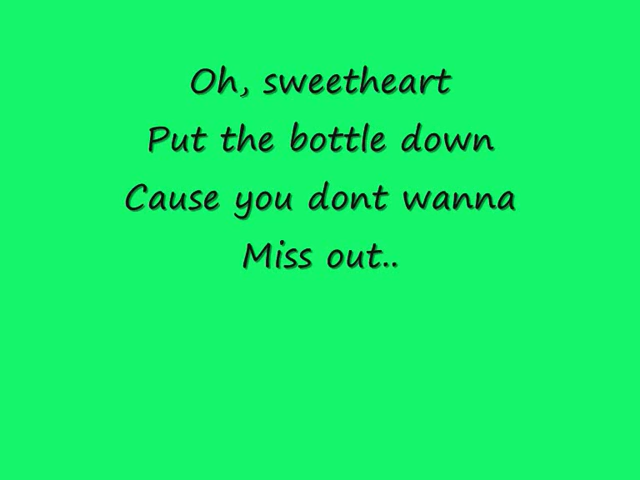 Oh, sweetheart
Put the bottle down
Cause you dont wanna
Miss out..